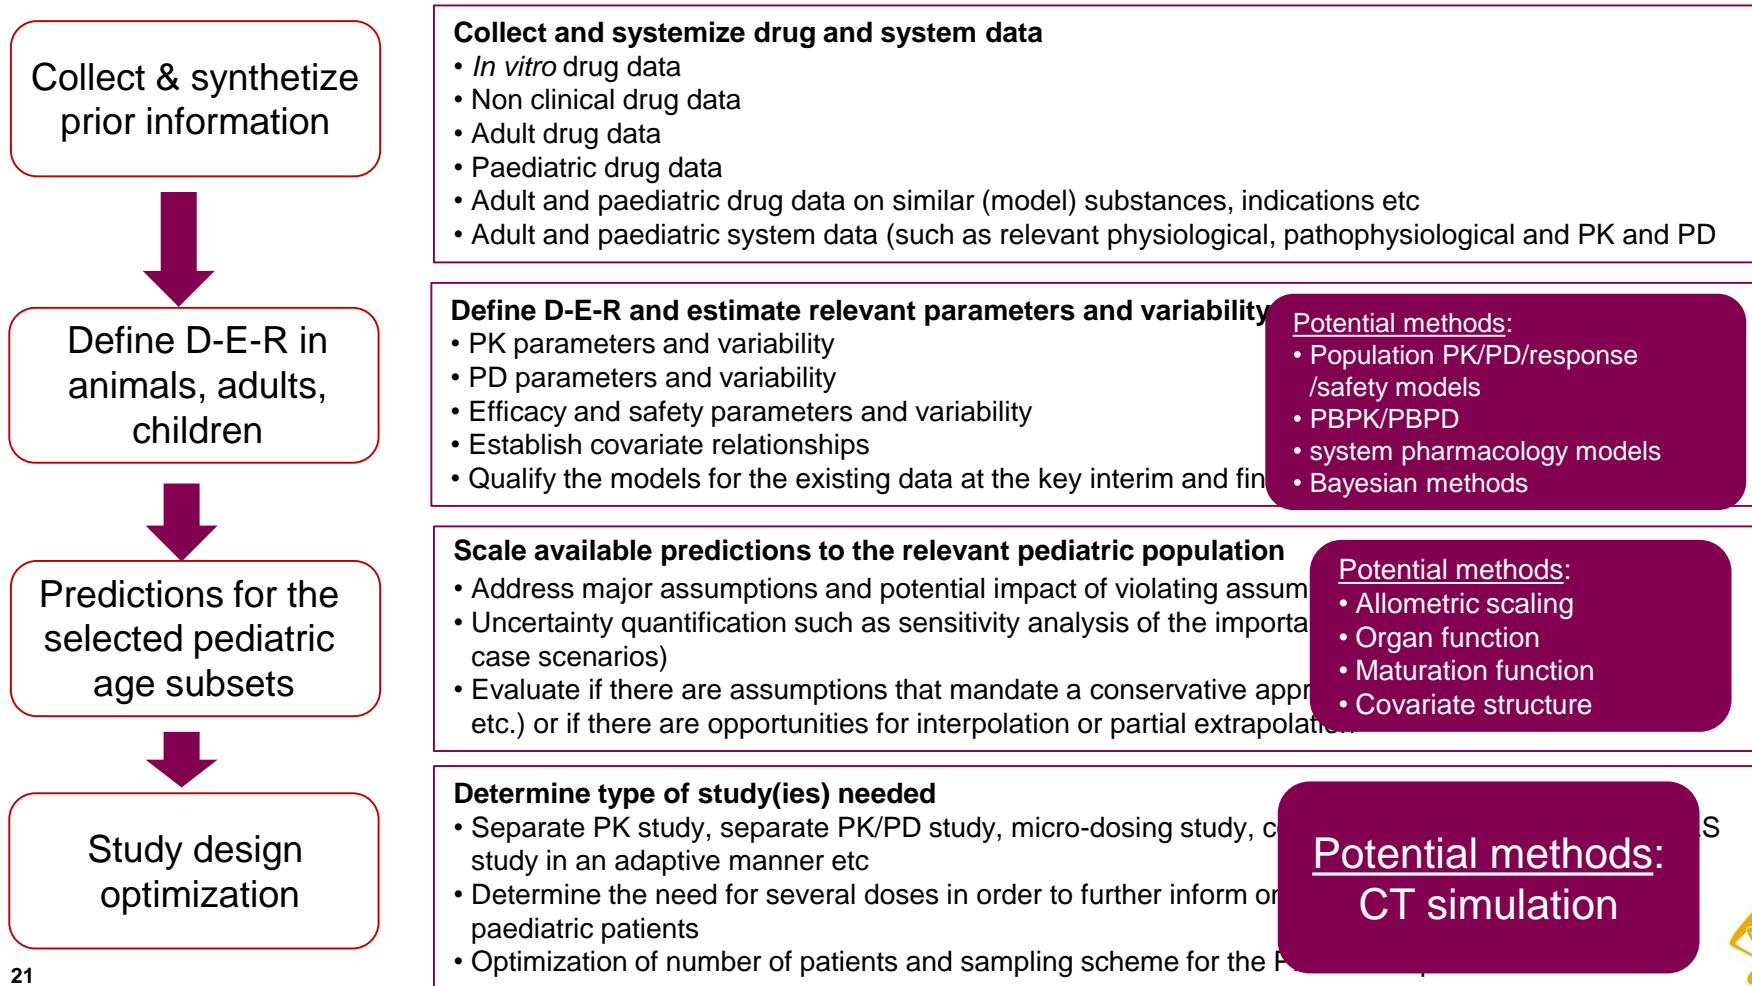 Collect & synthetize
prior information
Collect and systemize drug and system data
• In vitro drug data
• Non clinical drug data
• Adult drug data
• Paediatric drug data
• Adult and paediatric drug data on similar (model) substances, indications etc
• Adult and paediatric system data (such as relevant physiological, pathophysiological and PK and PD
Define D-E-R in
animals, adults,
children
Define D-E-R and estimate relevant parameters and variability
• PK parameters and variability
• PD parameters and variability
• Efficacy and safety parameters and variability
• Establish covariate relationships
• Qualify the models for the existing data at the key interim and
Potential methods:
• Population PK/PD/response
/safety models
• PBPK/PBPD
• system pharmacology models
• Bayesian methods
Predictions for the
selected pediatric
age subsets
Scale available predictions to the relevant pediatric population
• Address major assumptions and potential impact of violating
• Uncertainty quantification such as sensitivity analysis of the
case scenarios)
• Evaluate if there are assumptions that mandate a conservative
etc.) or if there are opportunities for interpolation or partial extrapolation
Potential methods:
• Allometric scaling
• Organ function
• Maturation function
• Covariate structure
Study design
optimization
Determine type of study(ies) needed
• Separate PK study, separate PK/PD study, micro-dosing study,
study in an adaptive manner etc
• Determine the need for several doses in order to further inform
paediatric patients
• Optimization of number of patients and sampling scheme for the
Potential methods:
CT simulation
21